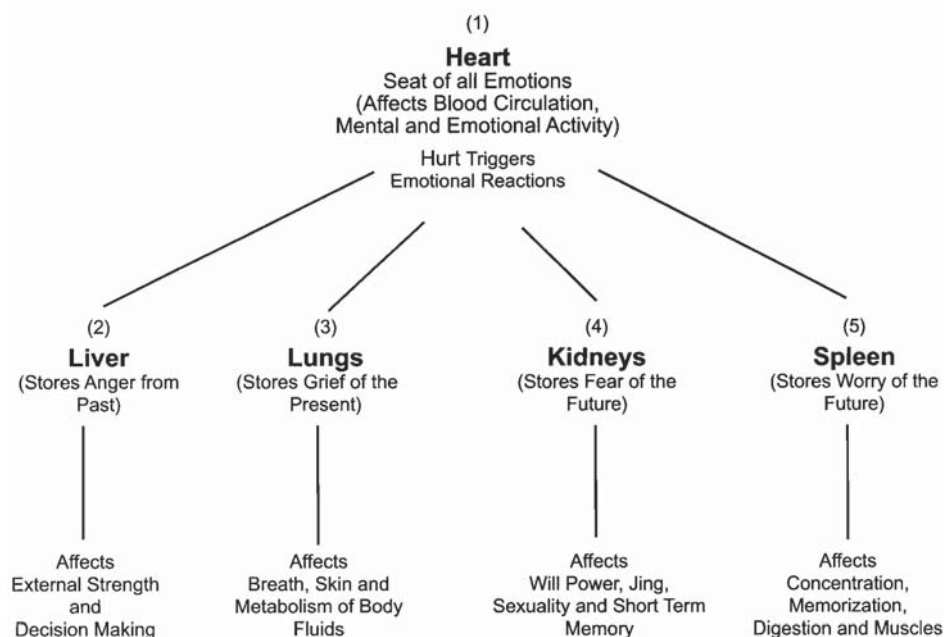 (1)
Heart
Seat of all Emotions
(Affects Blood Circulation,
Mental and Emotional Activity)
Hurt Triggers
Emotional Reactions
(2)
Liver
(Stores Anger from
Past)
Affects
External Strength
and
Decision Making
(3)
Lungs
(Stores Grief of the
Present)
Affects
Breath, Skin and
Metabolism of Body
Fluids
(4)
Kidneys
(Stores Fear of the
Future)
Affects
Will Power, Jing,
Sexuality and Short Term
Memory
(5)
Spleen
(Stores Worry of the
Future)
Affects
Concentration,
Memorization,
Digestion and Muscles